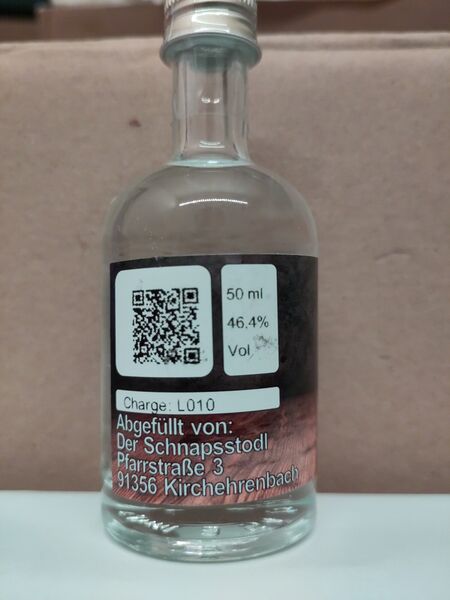 50 ml
46,4%
Vol
Charge: L010
Abgefüllt von:
Der Schnapsstodl
Pfarrstraße 3
91356 Kirchehrenbach